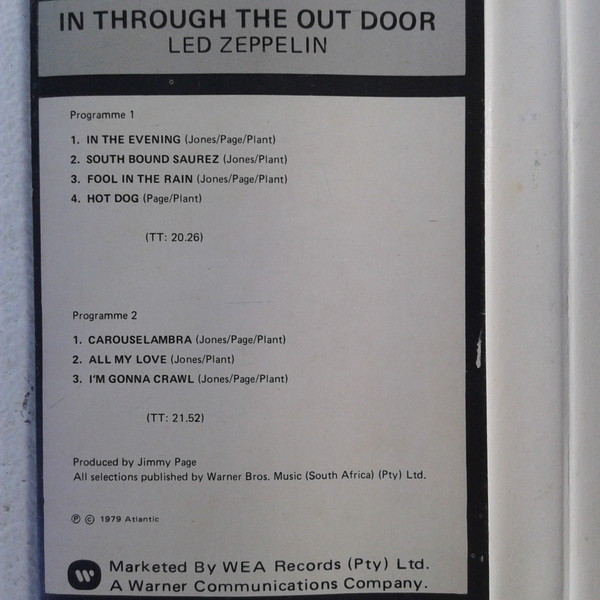 IN THROUGH THE OUT DOOR
LED ZEPPELIN
Programme 1
1. IN THE EVENING (Jones/Page/Plant)
2. SOUTH BOUND SAUREZ (Jones/Plant)
3. FOOL IN THE RAIN (Jones/Page/Plant)
4. HOT DOG (Page/Plant)
(TT: 20.26)
Programme 2
1. CAROUSELAMBRA (Jones/Page/Plant)
2. ALL MY LOVE (Jones/Plant)
3. I'M GONNA CRAWL (Jones/Page/Plant)
(TT: 21.52)
Produced by Jimmy Page
All selections published by Warner Bros. Music (South Africa) (Pty) Ltd.
℗ © 1979 Atlantic
Marketed By WEA Records (Pty) Ltd.
A Warner Communications Company.